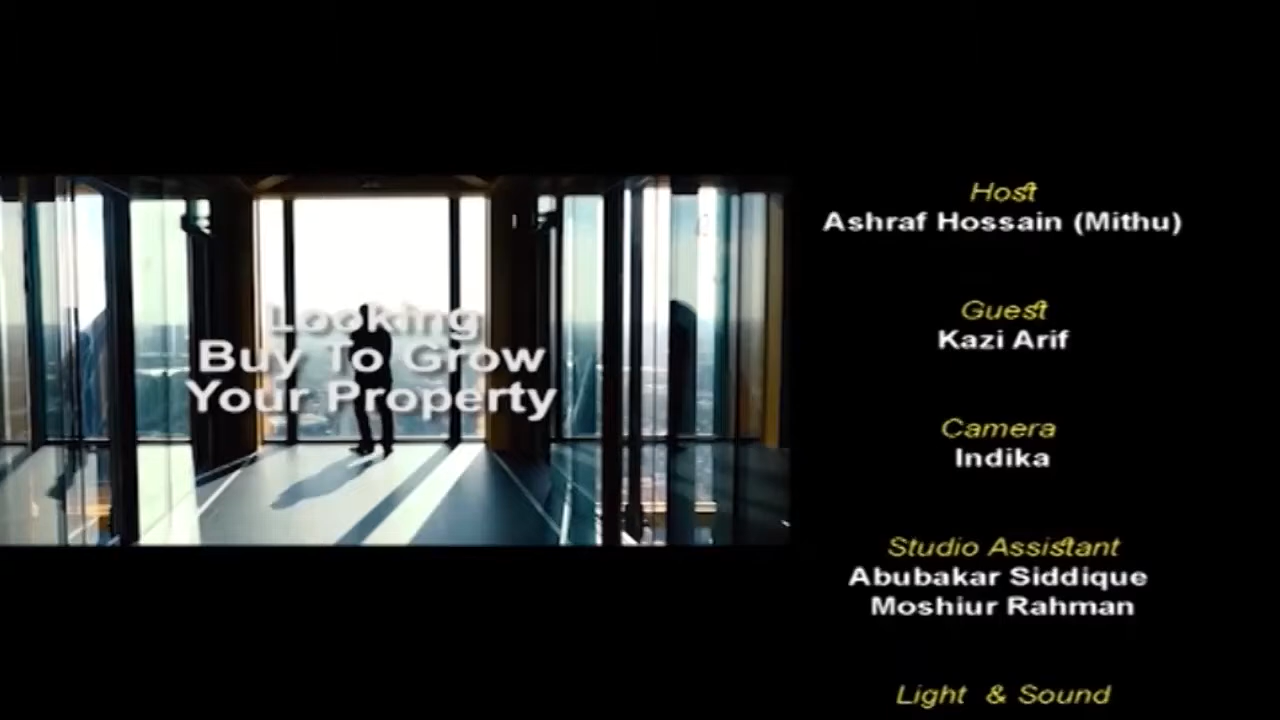 Looking
Buy To Grow
Your Property
Host
Ashraf Hossain (Mithu)
Guest
Kazi Arif
Camera
Indika
Studio Assistant
Abubakar Siddique
Moshiur Rahman
Light & Sound